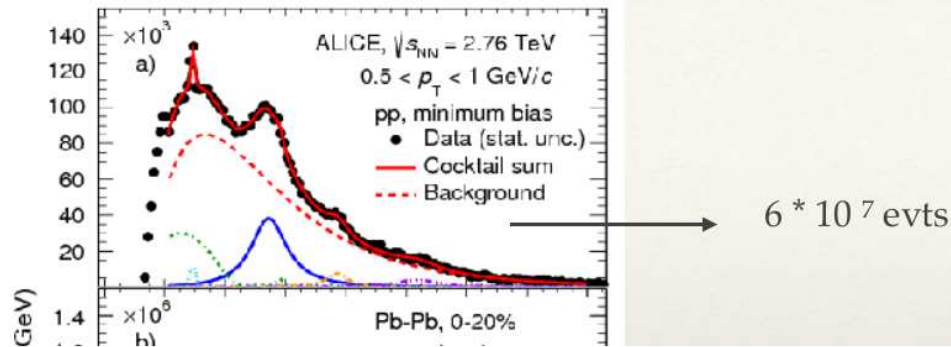 140
×10³
ALICE, √sNN = 2.76 TeV
a)
120
0.5 < pT < 1 GeV/c
100
pp, minimum bias
Data (stat. unc.)
80
Cocktail sum
60
Background
40
6 * 10 7 evts
20
×10⁶
1.4
Pb-Pb, 0-20%
b)
GeV)